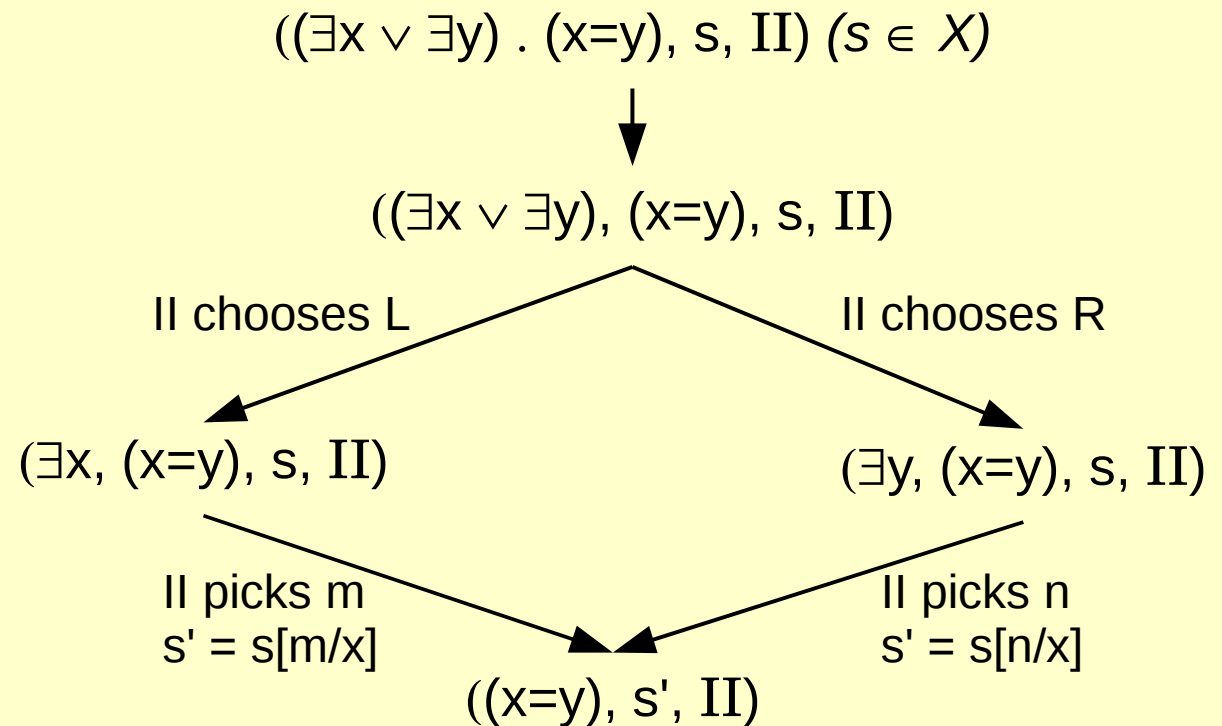 ((∃x ∨ ∃y) . (x=y), s, II) (s ∈ X)
((∃x ∨ ∃y), (x=y), s, II)
II chooses L
II chooses R
(∃x, (x=y), s, II)
(∃y, (x=y), s, II)
II picks m
s' = s[m/x]
II picks n
s' = s[n/x]
((x=y), s', II)